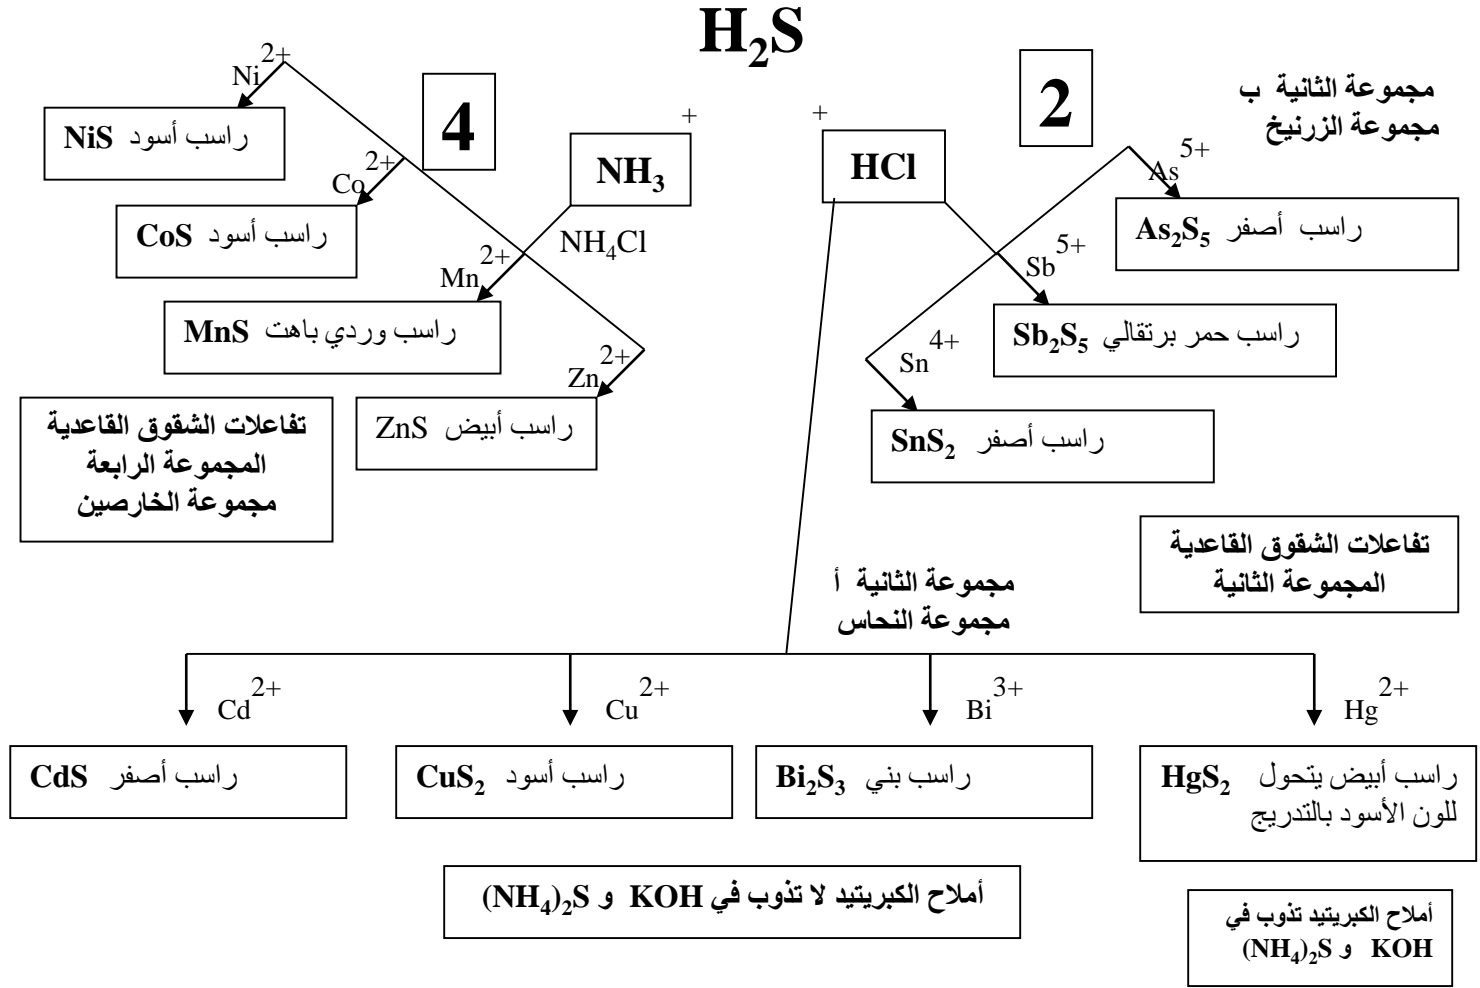 H₂S
4
2
مجموعة الثانية ب
مجموعة الزرنيخ
+
+
NH₃
HCl
NH₄Cl
Ni²⁺
NiS راسب أسود
Co²⁺
CoS راسب أسود
Mn²⁺
MnS راسب وردي باهت
Zn²⁺
ZnS راسب أبيض
As⁵⁺
As₂S₅ راسب أصفر
Sb⁵⁺
Sb₂S₅ راسب حمر برتقالي
Sn⁴⁺
SnS₂ راسب أصفر
تفاعلات الشقوق القاعدية
المجموعة الرابعة
مجموعة الخارصين
تفاعلات الشقوق القاعدية
المجموعة الثانية
مجموعة الثانية أ
مجموعة النحاس
Cd²⁺
Cu²⁺
Bi³⁺
Hg²⁺
CdS راسب أصفر
CuS₂ راسب أسود
Bi₂S₃ راسب بني
HgS₂ راسب أبيض يتحول
للون الأسود بالتدريج
أملاح الكبريتيد لا تذوب في KOH و (NH₄)₂S
أملاح الكبريتيد تذوب في
KOH و (NH₄)₂S